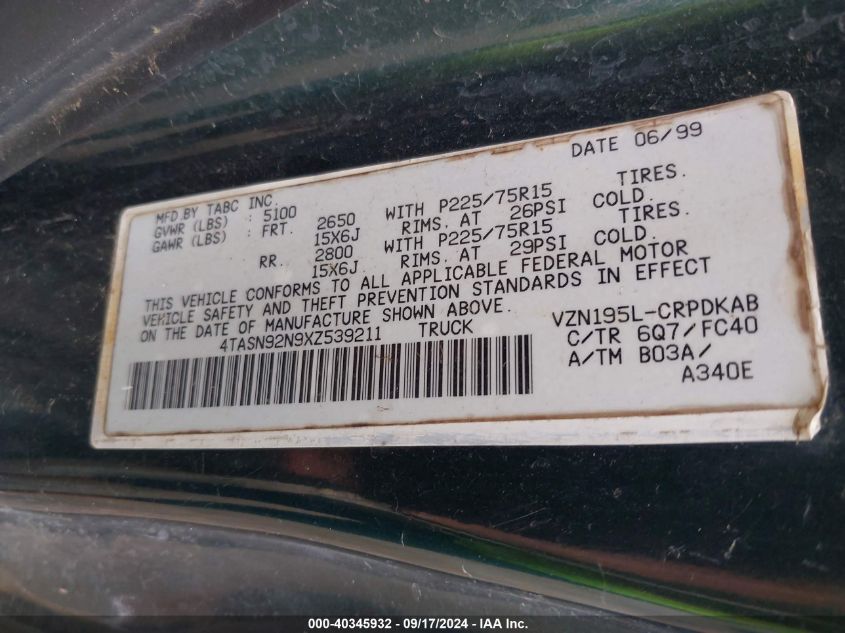 DATE 06/99
MFD.BY TABC INC.
GVWR (LBS) : 5100
GAWR (LBS) : FRT. 2650 WITH P225/75R15 TIRES.
15X6J RIMS. AT 26PSI COLD.
RR. 2800 WITH P225/75R15 TIRES.
15X6J RIMS. AT 29PSI COLD.
THIS VEHICLE CONFORMS TO ALL APPLICABLE FEDERAL MOTOR
VEHICLE SAFETY AND THEFT PREVENTION STANDARDS IN EFFECT
ON THE DATE OF MANUFACTURE SHOWN ABOVE.
4TASN92N9XZ539211 TRUCK
VZN195L-CRPDKAB
C/TR 6Q7/FC40
A/TM B03A/
A340E
000-40345932 - 09/17/2024 - IAA Inc.